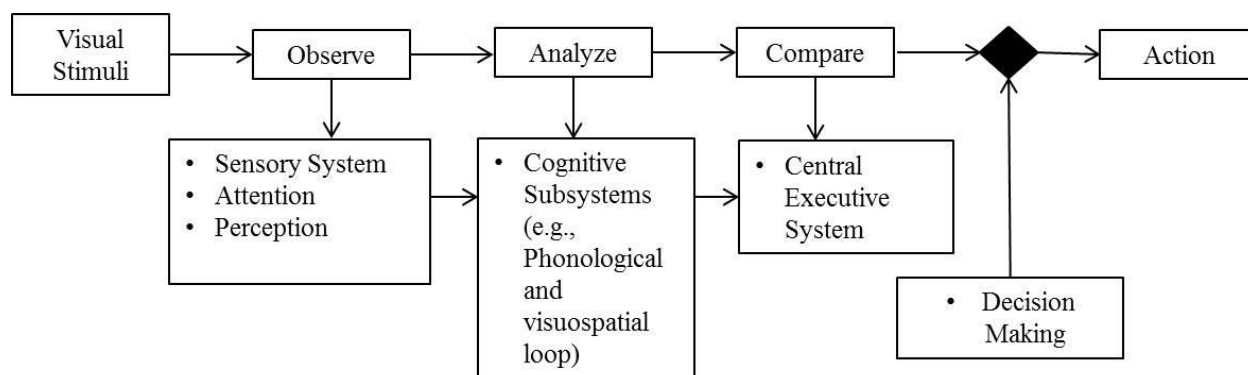 Visual
Stimuli
Observe
Analyze
Compare
Action
• Sensory System
• Attention
• Perception
• Cognitive
Subsystems
(e.g.,
Phonological
and
visuospatial
loop)
• Central
Executive
System
• Decision
Making